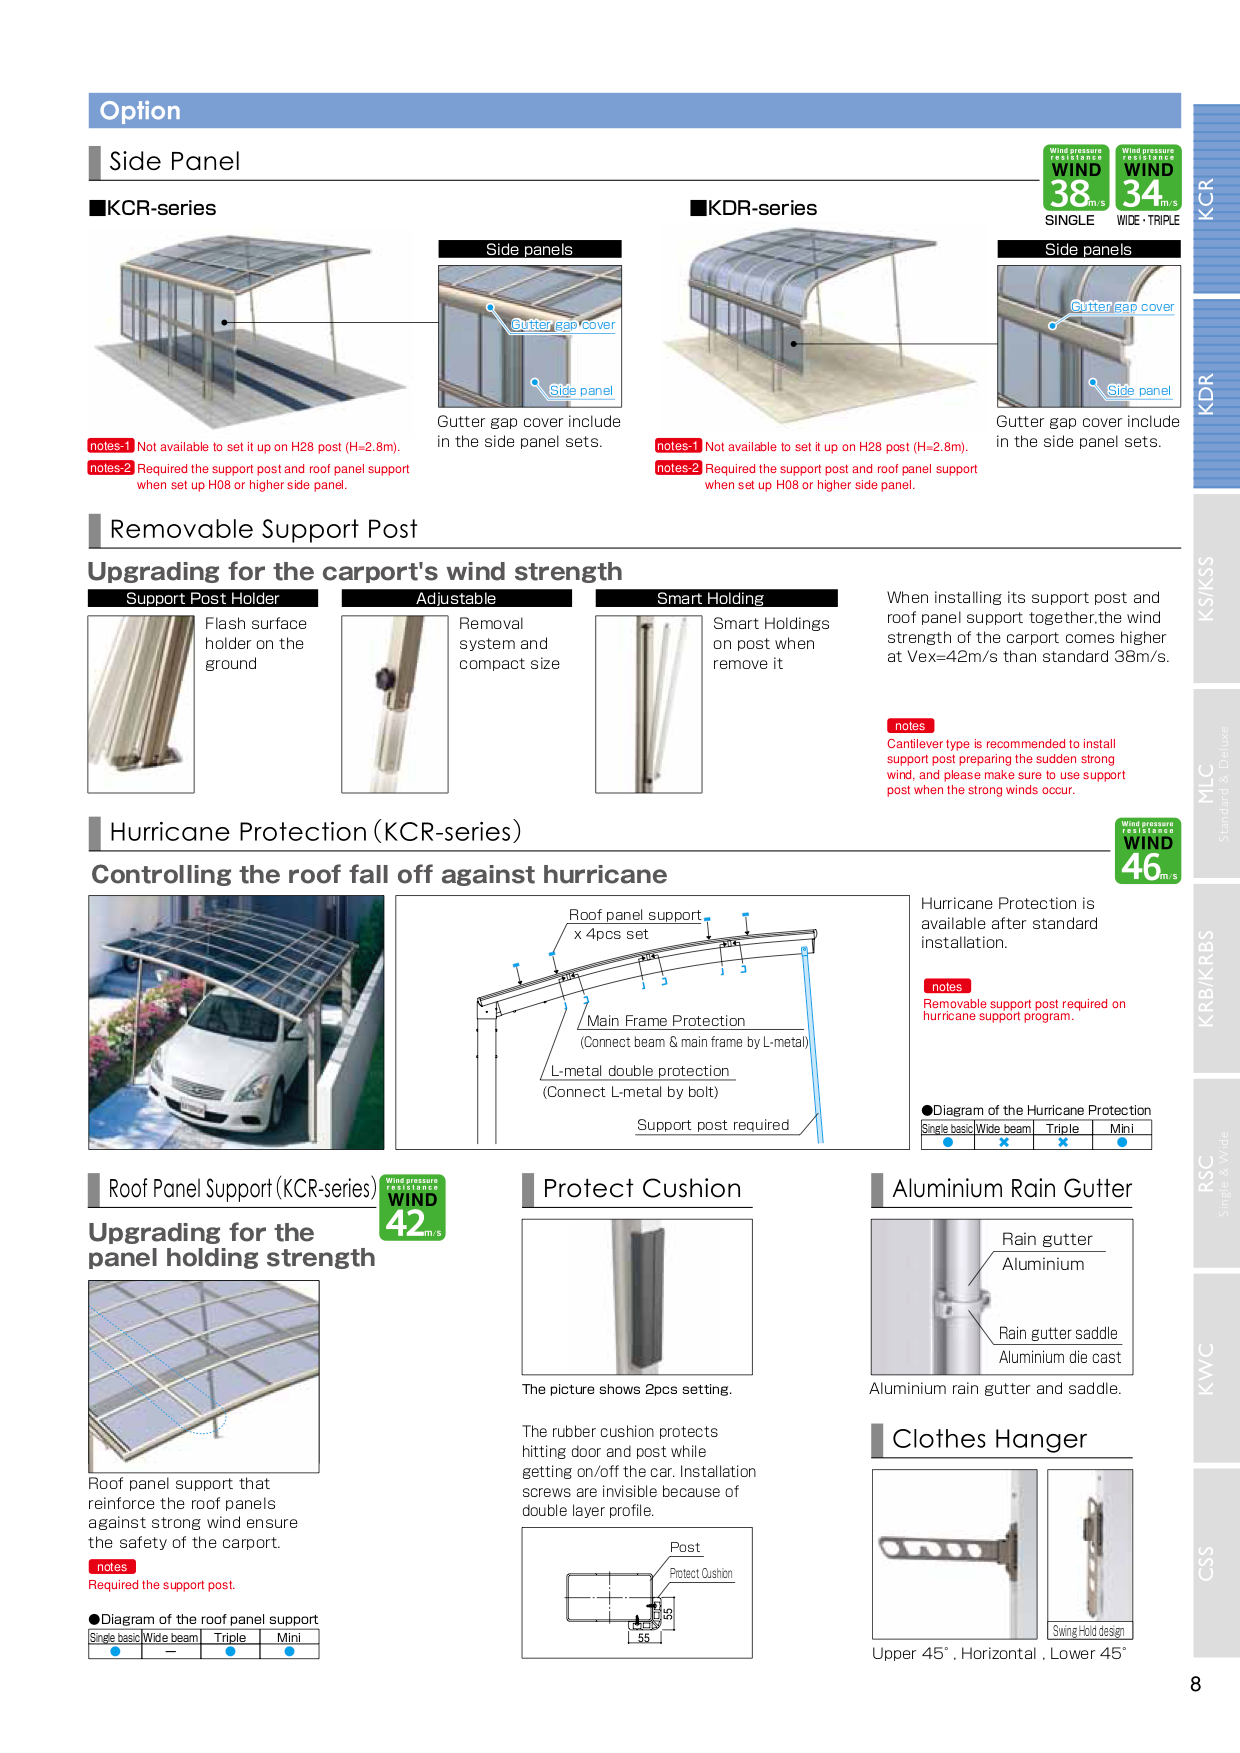 Option
Side Panel
Wind pressure
resistance
WIND
38m/s
SINGLE
Wind pressure
resistance
WIND
34m/s
WIDE・TRIPLE
■KCR-series
Side panels
Gutter gap cover
Side panel
Gutter gap cover include
in the side panel sets.
notes-1 Not available to set it up on H28 post (H=2.8m).
notes-2 Required the support post and roof panel support
when set up H08 or higher side panel.
■KDR-series
Side panels
Gutter gap cover
Side panel
Gutter gap cover include
in the side panel sets.
notes-1 Not available to set it up on H28 post (H=2.8m).
notes-2 Required the support post and roof panel support
when set up H08 or higher side panel.
Removable Support Post
Upgrading for the carport's wind strength
Support Post Holder
Flash surface
holder on the
ground
Adjustable
Removal
system and
compact size
Smart Holding
Smart Holdings
on post when
remove it
When installing its support post and
roof panel support together,the wind
strength of the carport comes higher
at Vex=42m/s than standard 38m/s.
notes
Cantilever type is recommended to install
support post preparing the sudden strong
wind, and please make sure to use support
post when the strong winds occur.
Hurricane Protection（KCR-series）
Wind pressure
resistance
WIND
46m/s
Controlling the roof fall off against hurricane
Roof panel support
x 4pcs set
Main Frame Protection
(Connect beam & main frame by L-metal)
L-metal double protection
(Connect L-metal by bolt)
Support post required
Hurricane Protection is
available after standard
installation.
notes
Removable support post required on
hurricane support program.
●Diagram of the Hurricane Protection
Single basic Wide beam Triple Mini
● ✖ ✖ ●
Roof Panel Support（KCR-series）
Wind pressure
resistance
WIND
42m/s
Upgrading for the
panel holding strength
Roof panel support that
reinforce the roof panels
against strong wind ensure
the safety of the carport.
notes
Required the support post.
●Diagram of the roof panel support
Single basic Wide beam Triple Mini
● － ● ●
Protect Cushion
The picture shows 2pcs setting.
The rubber cushion protects
hitting door and post while
getting on/off the car. Installation
screws are invisible because of
double layer profile.
Post
Protect Cushion
55
55
Aluminium Rain Gutter
Rain gutter
Aluminium
Rain gutter saddle
Aluminium die cast
Aluminium rain gutter and saddle.
Clothes Hanger
Swing Hold design
Upper 45°, Horizontal , Lower 45°
KCR
KDR
KS/KSS
MLC
Standard & Deluxe
KRB/KRBS
RSC
Single & Wide
KWC
CSS
8